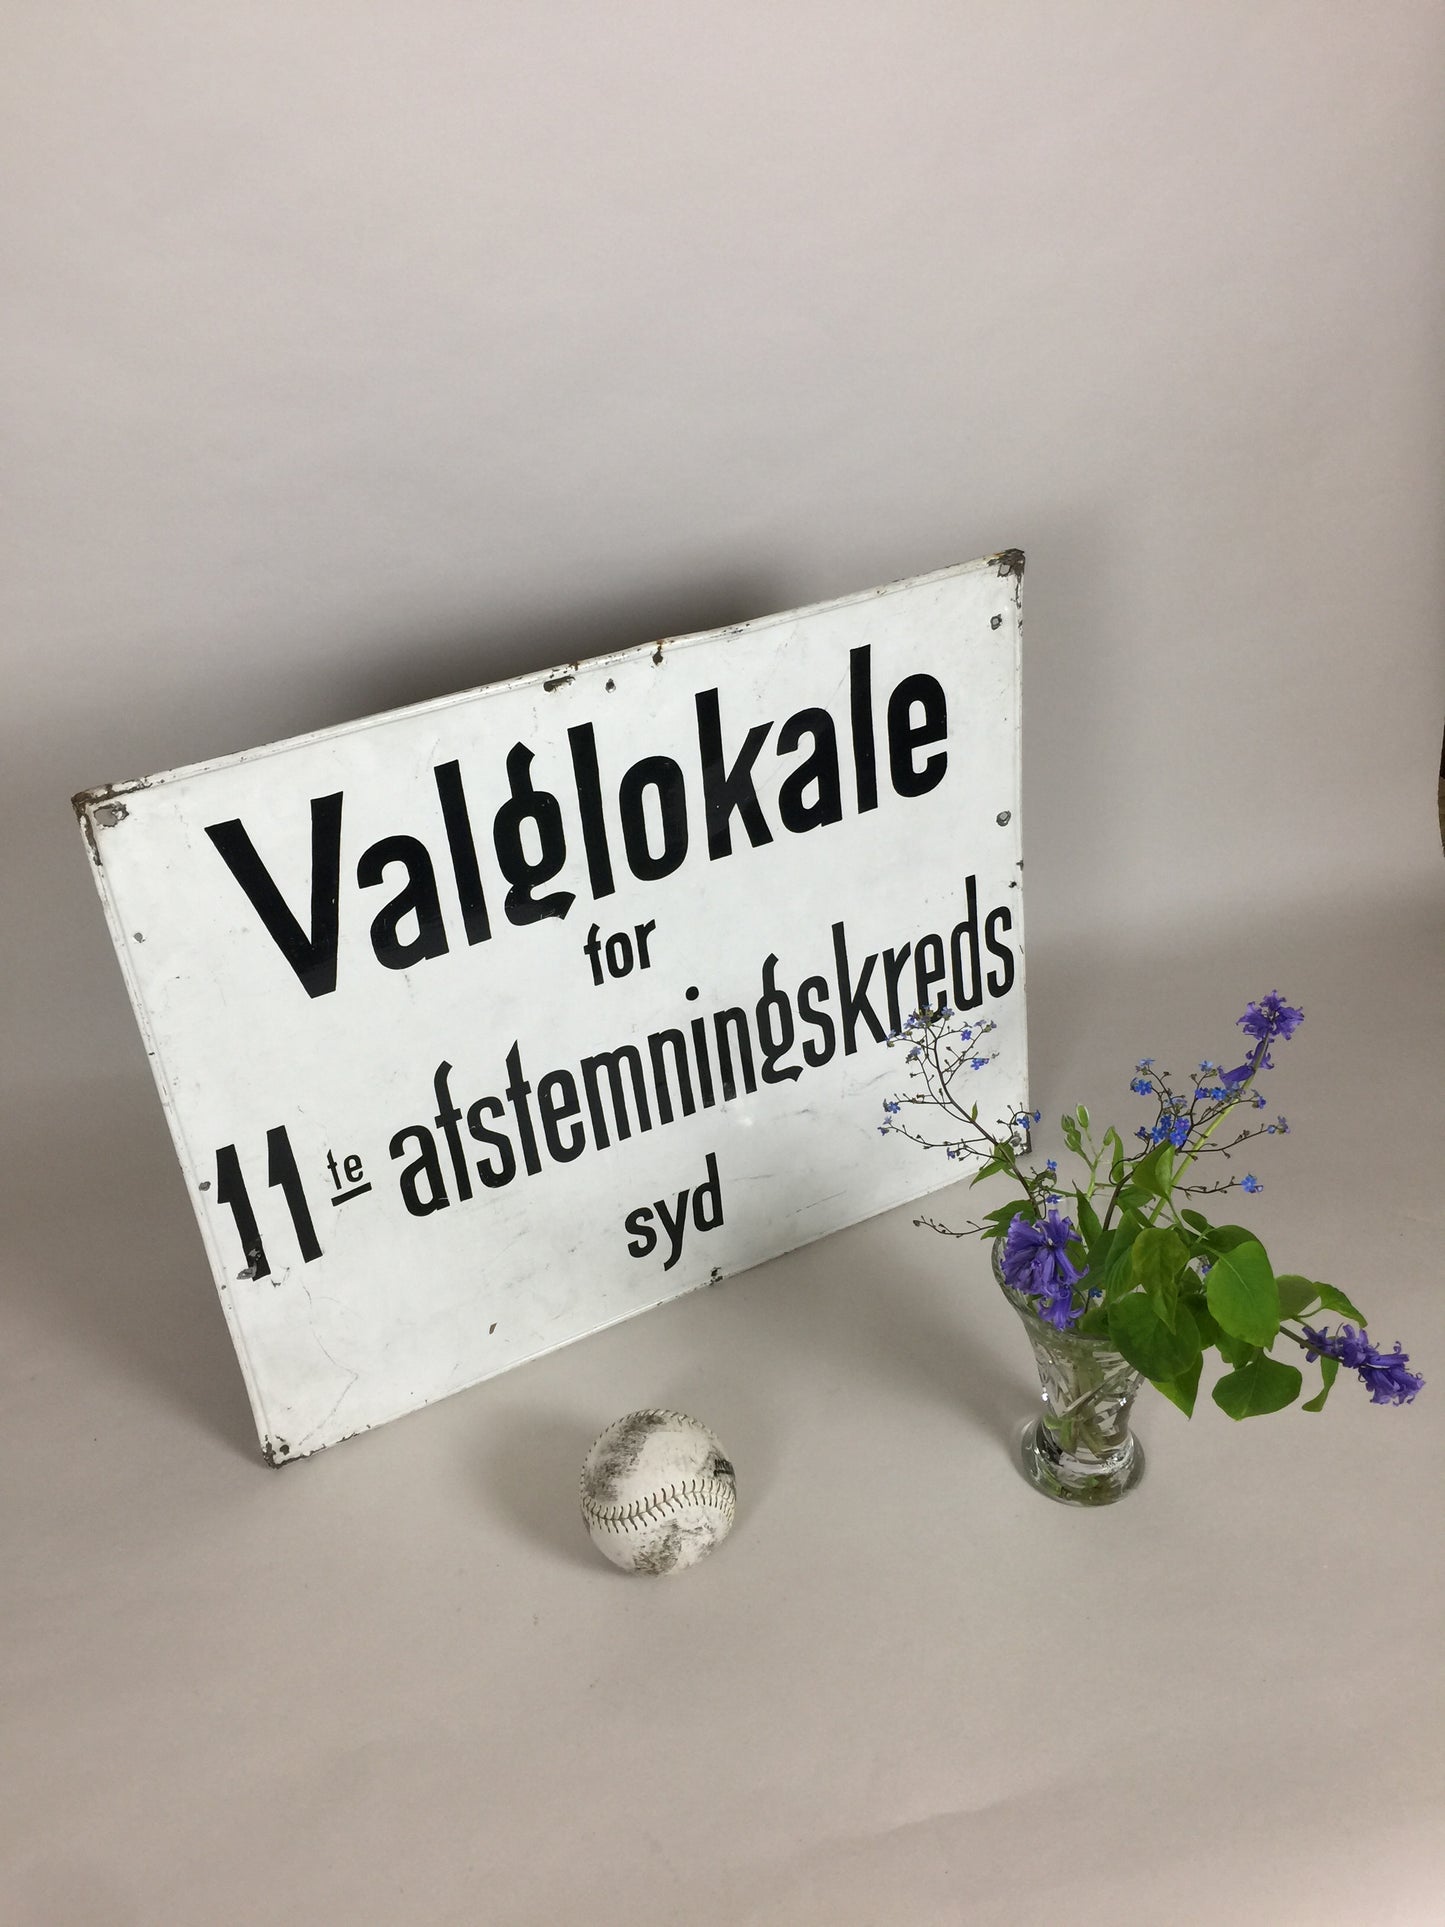 Valglokale
for
11te afstemningskreds
syd